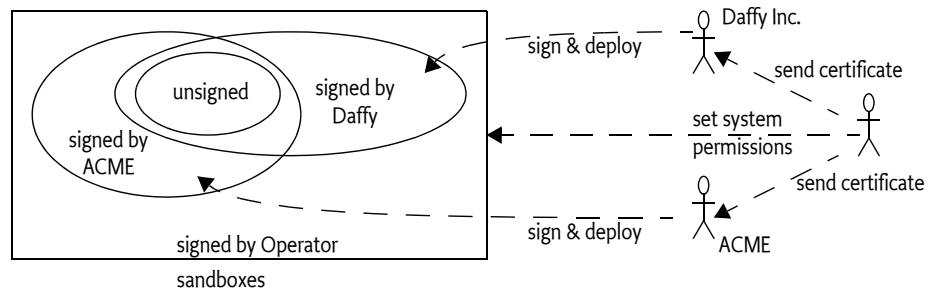 Daffy Inc.
sign & deploy
send certificate
unsigned
signed by
Daffy
set system
permissions
signed by
ACME
send certificate
sign & deploy
ACME
signed by Operator
sandboxes